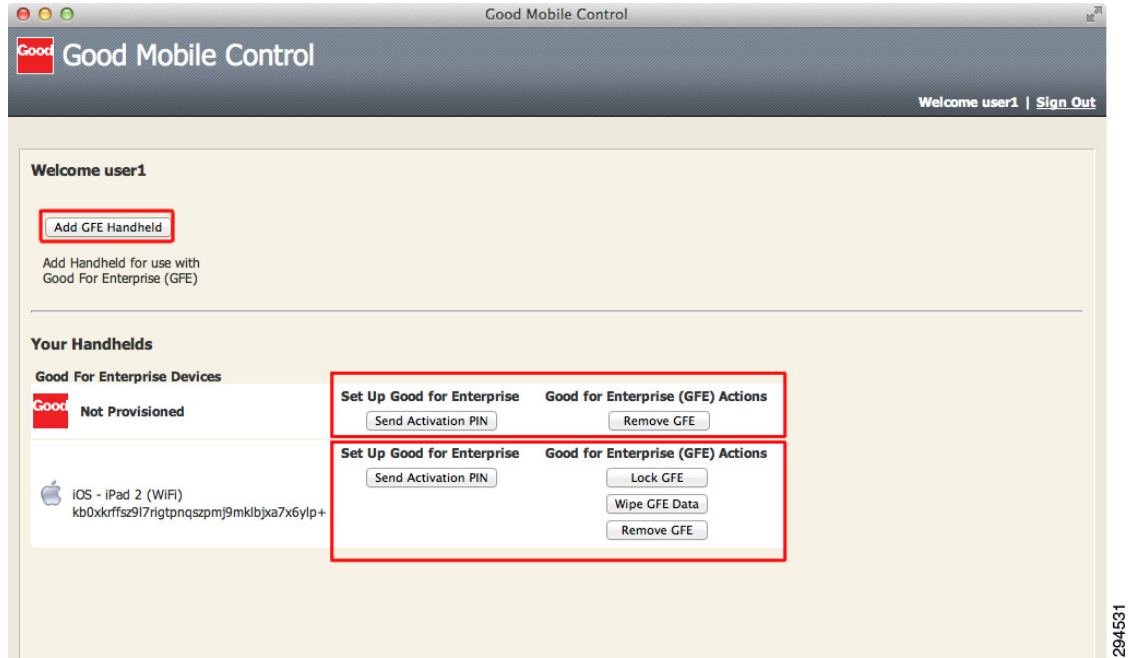 Good Mobile Control
Good
Good Mobile Control
Welcome user1 | Sign Out
Welcome user1
Add GFE Handheld
Add Handheld for use with
Good For Enterprise (GFE)
Your Handhelds
Good For Enterprise Devices
Good
Not Provisioned
Set Up Good for Enterprise
Good for Enterprise (GFE) Actions
Send Activation PIN
Remove GFE
iOS - iPad 2 (WiFi)
kb0xkrffsz9l7rigtpnqszpmj9mklbjxa7x6ylp+
Set Up Good for Enterprise
Good for Enterprise (GFE) Actions
Send Activation PIN
Lock GFE
Wipe GFE Data
Remove GFE
294531